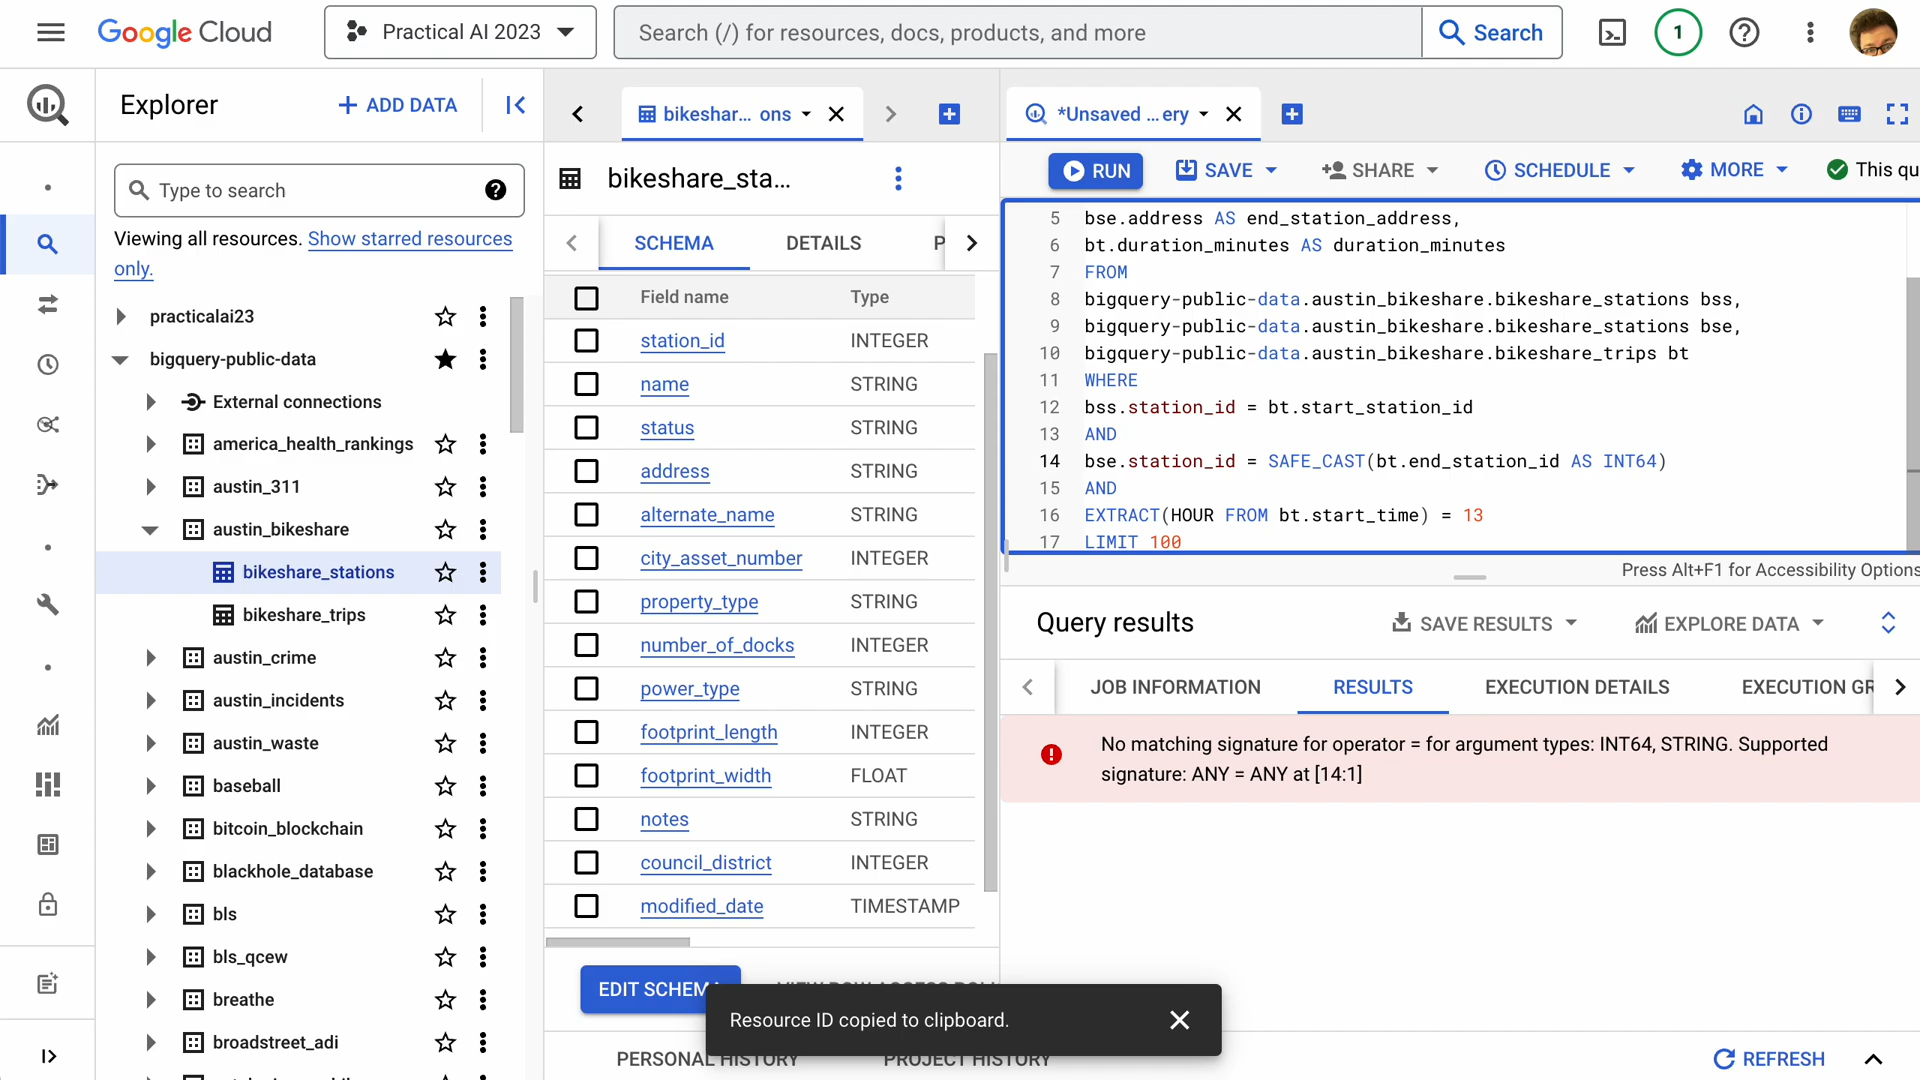 Google Cloud
Practical AI 2023
Search (/) for resources, docs, products, and more
Search
1
Explorer
+ ADD DATA
Type to search
Viewing all resources. Show starred resources
only.
practicalai23
bigquery-public-data
External connections
america_health_rankings
austin_311
austin_bikeshare
bikeshare_stations
bikeshare_trips
austin_crime
austin_incidents
austin_waste
baseball
bitcoin_blockchain
blackhole_database
bls
bls_qcew
breathe
broadstreet_adi
bikeshar... ons
bikeshare_sta...
SCHEMA DETAILS P
Field name Type
station_id INTEGER
name STRING
status STRING
address STRING
alternate_name STRING
city_asset_number INTEGER
property_type STRING
number_of_docks INTEGER
power_type STRING
footprint_length INTEGER
footprint_width FLOAT
notes STRING
council_district INTEGER
modified_date TIMESTAMP
EDIT SCHEMA
Resource ID copied to clipboard.
PERSONAL HISTORY PROJECT HISTORY
*Unsaved ...ery
RUN SAVE SHARE SCHEDULE MORE This qu
5 bse.address AS end_station_address,
6 bt.duration_minutes AS duration_minutes
7 FROM
8 bigquery-public-data.austin_bikeshare.bikeshare_stations bss,
9 bigquery-public-data.austin_bikeshare.bikeshare_stations bse,
10 bigquery-public-data.austin_bikeshare.bikeshare_trips bt
11 WHERE
12 bss.station_id = bt.start_station_id
13 AND
14 bse.station_id = SAFE_CAST(bt.end_station_id AS INT64)
15 AND
16 EXTRACT(HOUR FROM bt.start_time) = 13
17 LIMIT 100
Press Alt+F1 for Accessibility Options
Query results
SAVE RESULTS EXPLORE DATA
JOB INFORMATION RESULTS EXECUTION DETAILS EXECUTION GR
No matching signature for operator = for argument types: INT64, STRING. Supported
signature: ANY = ANY at [14:1]
REFRESH